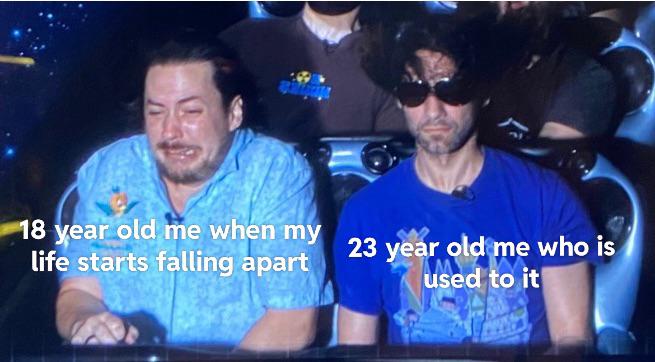 18 year old me when my
life starts falling apart
23 year old me who is
used to it